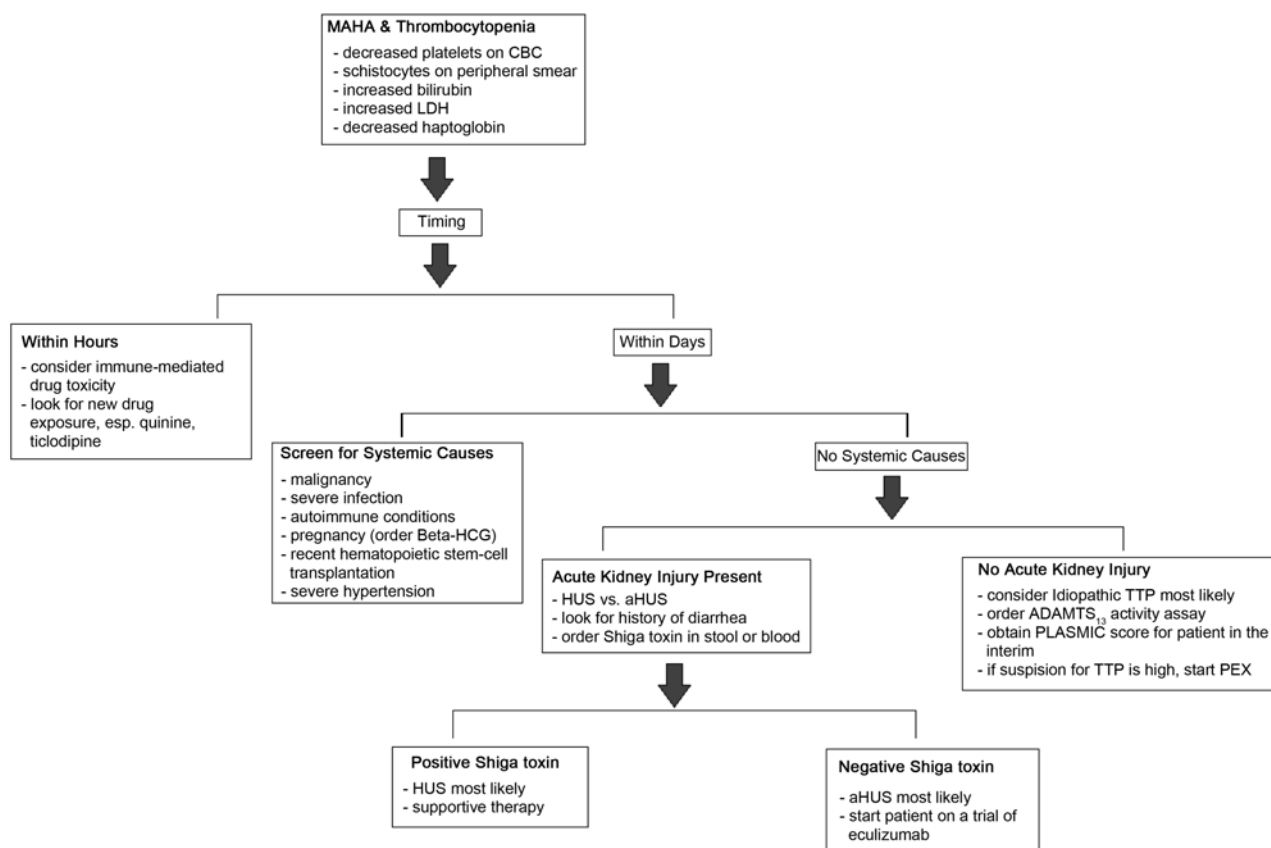 MAHA & Thrombocytopenia
- decreased platelets on CBC
- schistocytes on peripheral smear
- increased bilirubin
- increased LDH
- decreased haptoglobin
Timing
Within Hours
- consider immune-mediated
drug toxicity
- look for new drug
exposure, esp. quinine,
ticlodipine
Within Days
Screen for Systemic Causes
- malignancy
- severe infection
- autoimmune conditions
- pregnancy (order Beta-HCG)
- recent hematopoietic stem-cell
transplantation
- severe hypertension
No Systemic Causes
Acute Kidney Injury Present
- HUS vs. aHUS
- look for history of diarrhea
- order Shiga toxin in stool or blood
No Acute Kidney Injury
- consider Idiopathic TTP most likely
- order ADAMTS13 activity assay
- obtain PLASMIC score for patient in the
interim
- if suspision for TTP is high, start PEX
Positive Shiga toxin
- HUS most likely
- supportive therapy
Negative Shiga toxin
- aHUS most likely
- start patient on a trial of
eculizumab